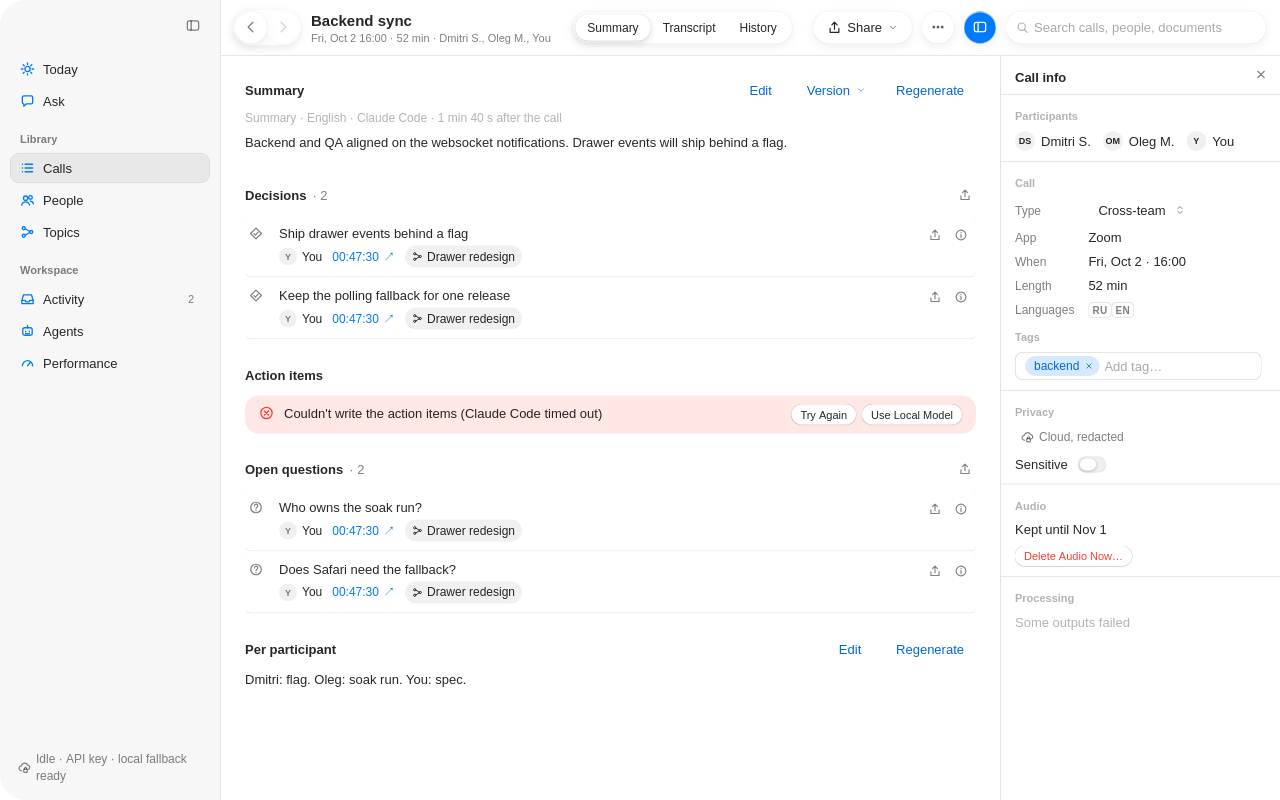 Backend sync
Fri, Oct 2 16:00 · 52 min · Dmitri S., Oleg M., You
Summary
Transcript
History
Share
Search calls, people, documents
Today
Ask
Library
Calls
People
Topics
Workspace
Activity 2
Agents
Performance
Idle · API key · local fallback
ready
Summary
Edit
Version
Regenerate
Summary · English · Claude Code · 1 min 40 s after the call
Backend and QA aligned on the websocket notifications. Drawer events will ship behind a flag.
Decisions · 2
Ship drawer events behind a flag
Y You 00:47:30 Drawer redesign
Keep the polling fallback for one release
Y You 00:47:30 Drawer redesign
Action items
Couldn't write the action items (Claude Code timed out)
Try Again
Use Local Model
Open questions · 2
Who owns the soak run?
Y You 00:47:30 Drawer redesign
Does Safari need the fallback?
Y You 00:47:30 Drawer redesign
Per participant
Edit
Regenerate
Dmitri: flag. Oleg: soak run. You: spec.
Call info
Participants
DS Dmitri S. OM Oleg M. Y You
Call
Type Cross-team
App Zoom
When Fri, Oct 2 · 16:00
Length 52 min
Languages RU EN
Tags
backend Add tag…
Privacy
Cloud, redacted
Sensitive
Audio
Kept until Nov 1
Delete Audio Now…
Processing
Some outputs failed